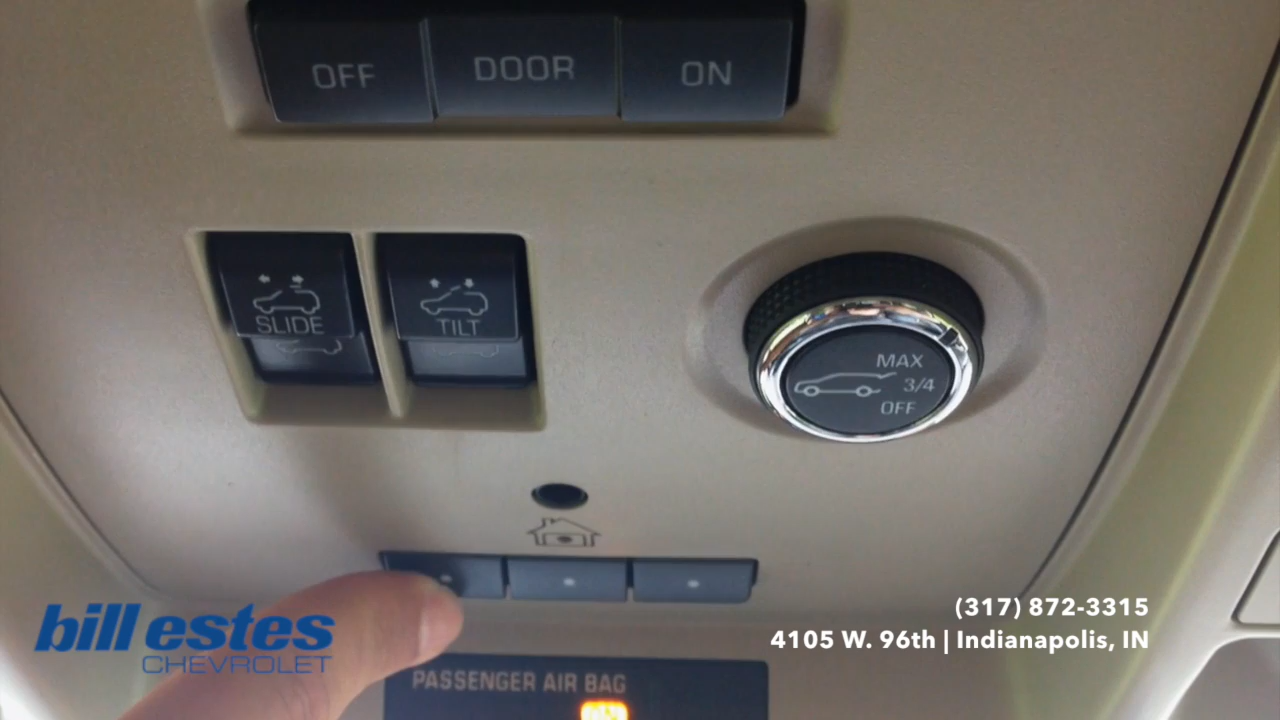 OFF DOOR ON
SLIDE TILT
MAX
3/4
OFF
PASSENGER AIR BAG
bill estes
CHEVROLET
(317) 872-3315
4105 W. 96th | Indianapolis, IN